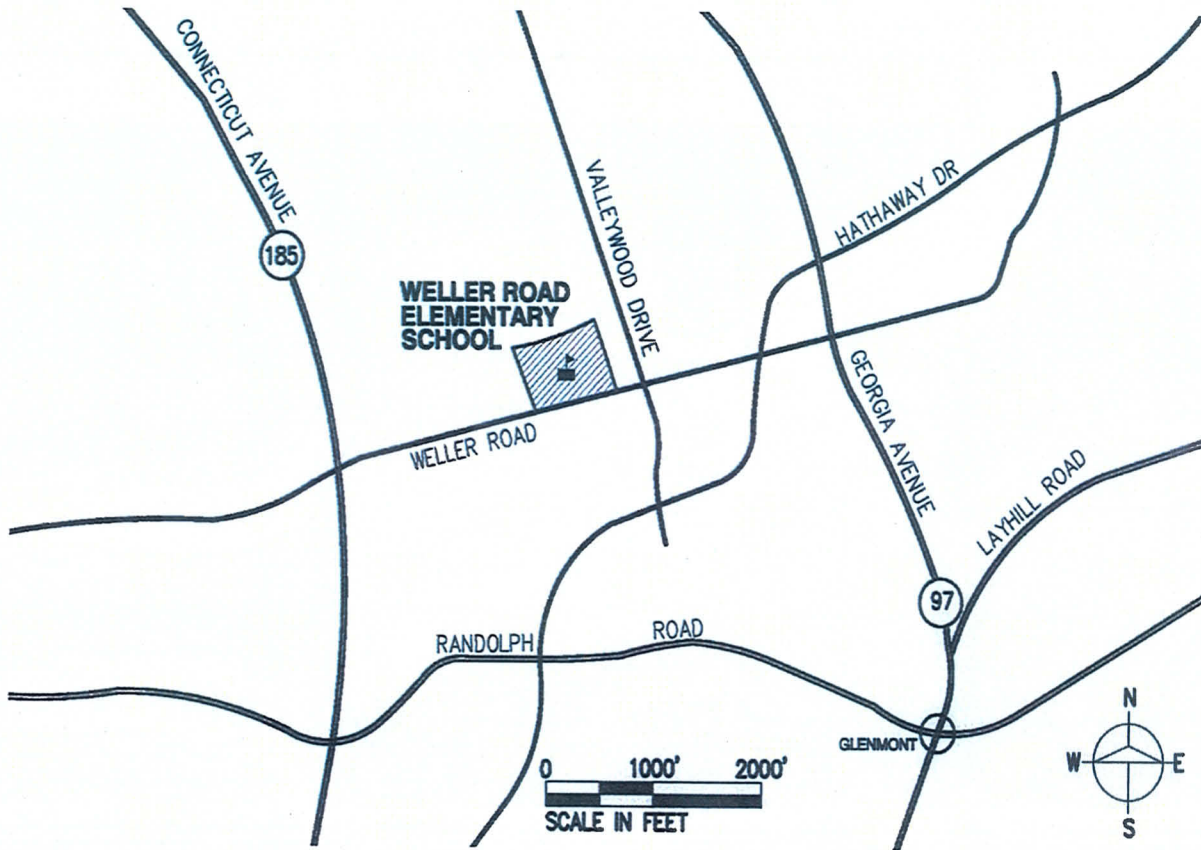 CONNECTICUT AVENUE
185
VALLEYWOOD DRIVE
HATHAWAY DR
WELLER ROAD
ELEMENTARY
SCHOOL
WELLER ROAD
GEORGIA AVENUE
LAYHILL ROAD
97
RANDOLPH ROAD
GLENMONT
N
W E
S
0 1000' 2000'
SCALE IN FEET